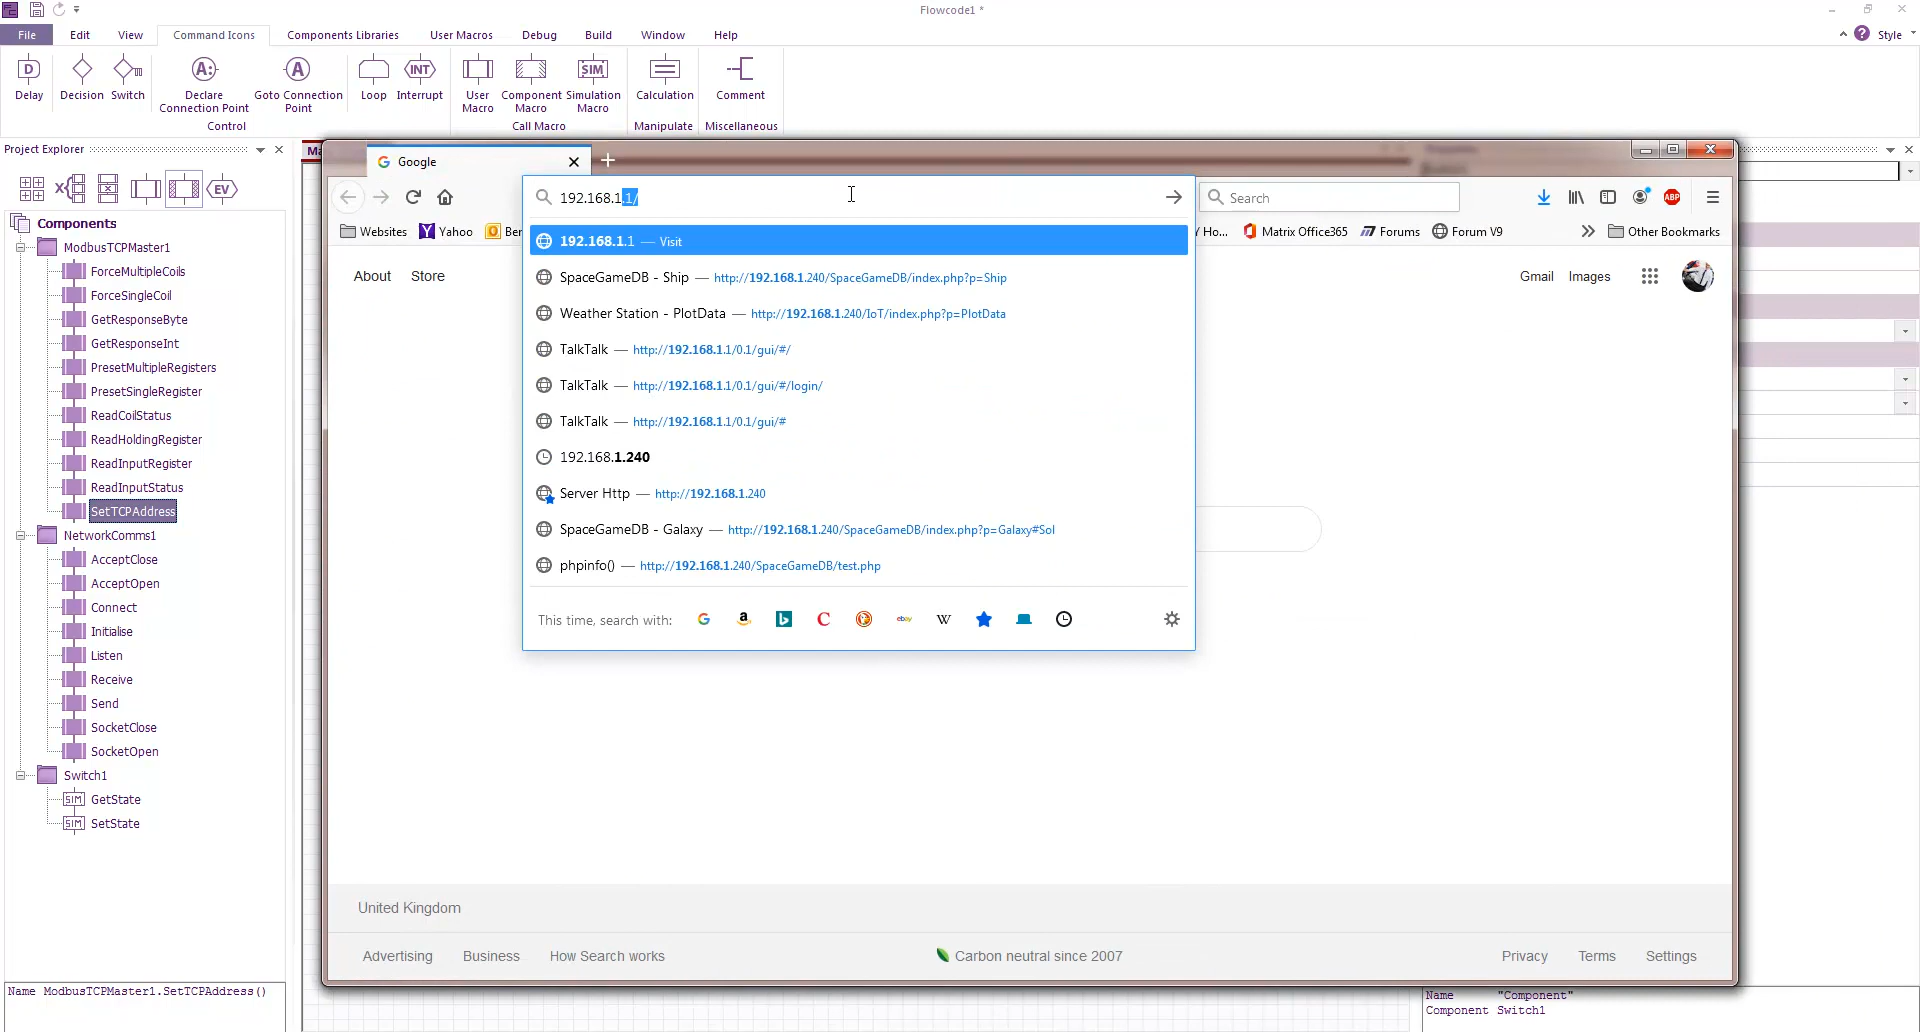 Flowcode1 *
File Edit View Command Icons Components Libraries User Macros Debug Build Window Help Style
D A: A INT SIM
Delay Decision Switch Declare Connection Point Goto Connection Point Loop Interrupt User Macro Component Macro Simulation Macro Calculation Comment
Control Call Macro Manipulate Miscellaneous
Project Explorer
EV
Components
ModbusTCPMaster1
ForceMultipleCoils
ForceSingleCoil
GetResponseByte
GetResponseInt
PresetMultipleRegisters
PresetSingleRegister
ReadCoilStatus
ReadHoldingRegister
ReadInputRegister
ReadInputStatus
SetTCPAddress
NetworkComms1
AcceptClose
AcceptOpen
Connect
Initialise
Listen
Receive
Send
SocketClose
SocketOpen
Switch1
SIM GetState
SIM SetState
Name ModbusTCPMaster1.SetTCPAddress()
Google
192.168.1.1/
Search
ABP
Websites Yahoo Matrix Office365 Forums Forum V9 Other Bookmarks
192.168.1.1 — Visit
SpaceGameDB - Ship — http://192.168.1.240/SpaceGameDB/index.php?p=Ship
Weather Station - PlotData — http://192.168.1.240/IoT/index.php?p=PlotData
TalkTalk — http://192.168.1.1/0.1/gui/#/
TalkTalk — http://192.168.1.1/0.1/gui/#/login/
TalkTalk — http://192.168.1.1/0.1/gui/#
192.168.1.240
Server Http — http://192.168.1.240
SpaceGameDB - Galaxy — http://192.168.1.240/SpaceGameDB/index.php?p=Galaxy#Sol
phpinfo() — http://192.168.1.240/SpaceGameDB/test.php
This time, search with:
About Store
Gmail Images
United Kingdom
Advertising Business How Search works
Carbon neutral since 2007
Privacy Terms Settings
Name "Component"
Component Switch1